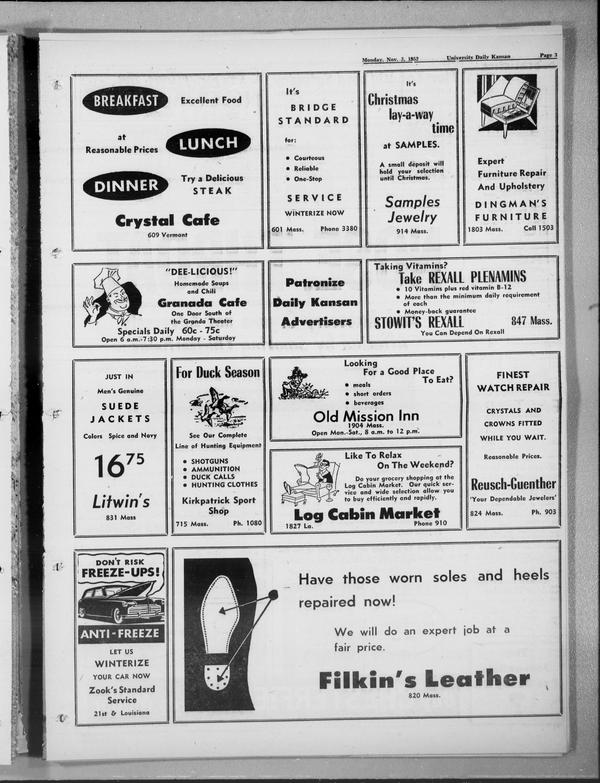 Monday, Nov. 3, 1952 University Daily Kansan Page 3
BREAKFAST
Excellent Food
at
Reasonable Prices
LUNCH
DINNER
Try a Delicious
STEAK
Crystal Cafe
609 Vermont
It's
BRIDGE
STANDARD
for:
• Courteous
• Reliable
• One-Stop
SERVICE
WINTERIZE NOW
601 Mass. Phone 3380
It's
Christmas
lay-a-way
time
at SAMPLES.
A small deposit will
hold your selection
until Christmas.
Samples
Jewelry
914 Mass.
Expert
Furniture Repair
And Upholstery
DINGMAN'S
FURNITURE
1803 Mass. Call 1503
"DEE-LICIOUS!"
Homemade Soups
and Chili
Granada Cafe
One Door South of
the Granda Theater
Specials Daily 60c - 75c
Open 6 a.m.-7:30 p.m. Monday - Saturday
Patronize
Daily Kansan
Advertisers
Taking Vitamins?
Take REXALL PLENAMINS
• 10 Vitamins plus red vitamin B-12
• More than the minimum daily requirement
of each
• Money-back guarantee
STOWIT'S REXALL 847 Mass.
You Can Depend On Rexall
JUST IN
Men's Genuine
SUEDE
JACKETS
Colors Spice and Navy
16 75
Litwin's
831 Mass
For Duck Season
See Our Complete
Line of Hunting Equipment
• SHOTGUNS
• AMMUNITION
• DUCK CALLS
• HUNTING CLOTHES
Kirkpatrick Sport
Shop
715 Mass. Ph. 1080
Looking
For a Good Place
To Eat?
• meals
• short orders
• beverages
Old Mission Inn
1904 Mass.
Open Mon.-Sat., 8 a.m. to 12 p.m.
Like To Relax
On The Weekend?
Do your grocery shopping at the
Log Cabin Market. Our quick ser-
vice and wide selection allow you
to buy efficiently and rapidly.
Log Cabin Market
1827 La. Phone 910
FINEST
WATCH REPAIR
CRYSTALS AND
CROWNS FITTED
WHILE YOU WAIT.
Reasonable Prices.
Reusch-Guenther
'Your Dependable Jewelers'
824 Mass. Ph. 903
DON'T RISK
FREEZE-UPS!
ANTI-FREEZE
LET US
WINTERIZE
YOUR CAR NOW
Zook's Standard
Service
21st & Louisiana
Have those worn soles and heels
repaired now!
We will do an expert job at a
fair price.
Filkin's Leather
820 Mass.